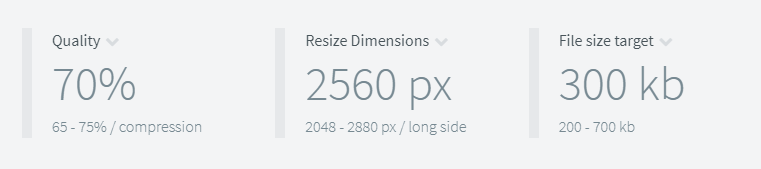 Quality
70%
65 - 75% / compression
Resize Dimensions
2560 px
2048 - 2880 px / long side
File size target
300 kb
200 - 700 kb